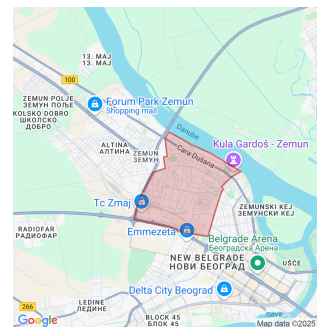 13. MAJ
13. МАЈ
100
ZEMUN POLJE
ЗЕМУН ПОЉЕ
Forum Park Zemun
Shopping mall
KOLSKO DOBRO
ШКОЛСКО
ДОБРО
Danube
ALTINA
АЛТИНА
ZEMUN
ЗЕМУН
Cara Dušana
Kula Gardoš - Zemun
Tc Zmaj
ZEMUNSKI KEJ
ЗЕМУНСКИ КЕЈ
RADIOFAR
РАДИОФАР
Emmezeta
Belgrade Arena
Београдска Арена
NEW BELGRADE
НОВИ БЕОГРАД
UŠĆE
УШЋЕ
Delta City Beograd
LEDINE
ЛЕДИНЕ
266
BLOCK 45
БЛОК 45
Sava
Google
Map data ©2025